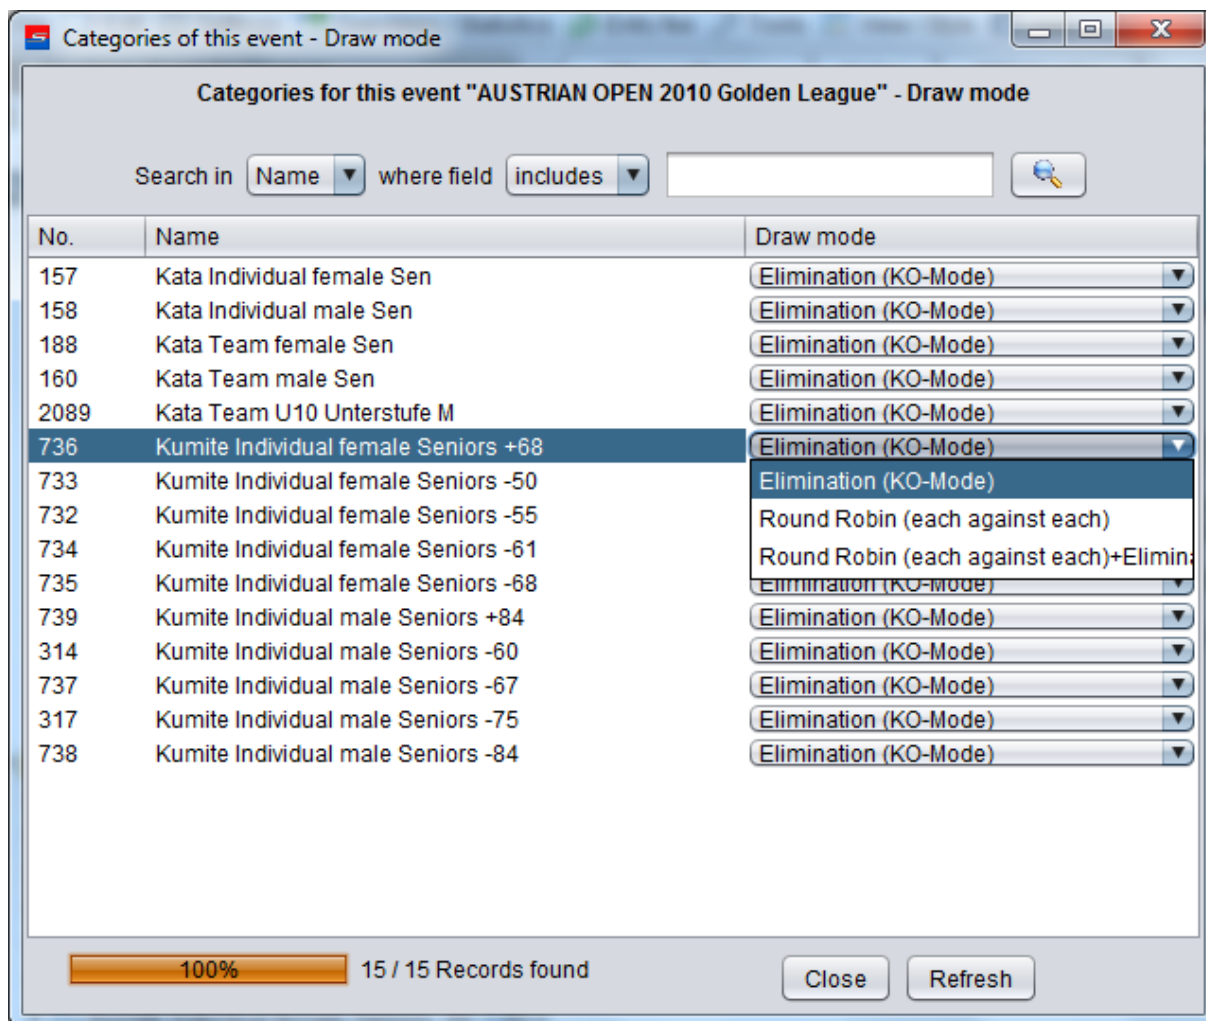 Categories of this event - Draw mode
Categories for this event "AUSTRIAN OPEN 2010 Golden League" - Draw mode
Search in Name where field includes
No. Name Draw mode
157 Kata Individual female Sen Elimination (KO-Mode)
158 Kata Individual male Sen Elimination (KO-Mode)
188 Kata Team female Sen Elimination (KO-Mode)
160 Kata Team male Sen Elimination (KO-Mode)
2089 Kata Team U10 Unterstufe M Elimination (KO-Mode)
736 Kumite Individual female Seniors +68 Elimination (KO-Mode)
733 Kumite Individual female Seniors -50 Elimination (KO-Mode)
732 Kumite Individual female Seniors -55 Round Robin (each against each)
734 Kumite Individual female Seniors -61 Round Robin (each against each)+Elimina
735 Kumite Individual female Seniors -68 Elimination (KO-Mode)
739 Kumite Individual male Seniors +84 Elimination (KO-Mode)
314 Kumite Individual male Seniors -60 Elimination (KO-Mode)
737 Kumite Individual male Seniors -67 Elimination (KO-Mode)
317 Kumite Individual male Seniors -75 Elimination (KO-Mode)
738 Kumite Individual male Seniors -84 Elimination (KO-Mode)
100% 15 / 15 Records found Close Refresh